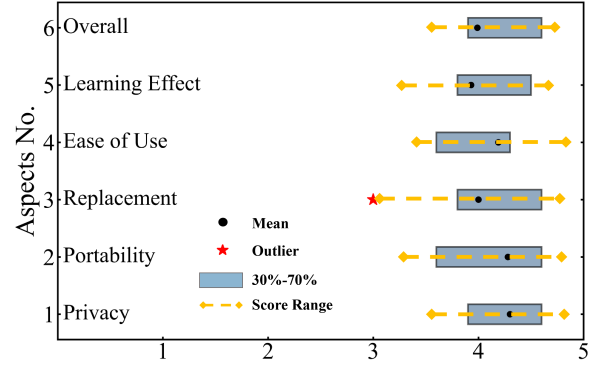 Aspects No.
6 Overall
5 Learning Effect
4 Ease of Use
3 Replacement
2 Portability
1 Privacy
Mean
Outlier
30%-70%
Score Range
1 2 3 4 5